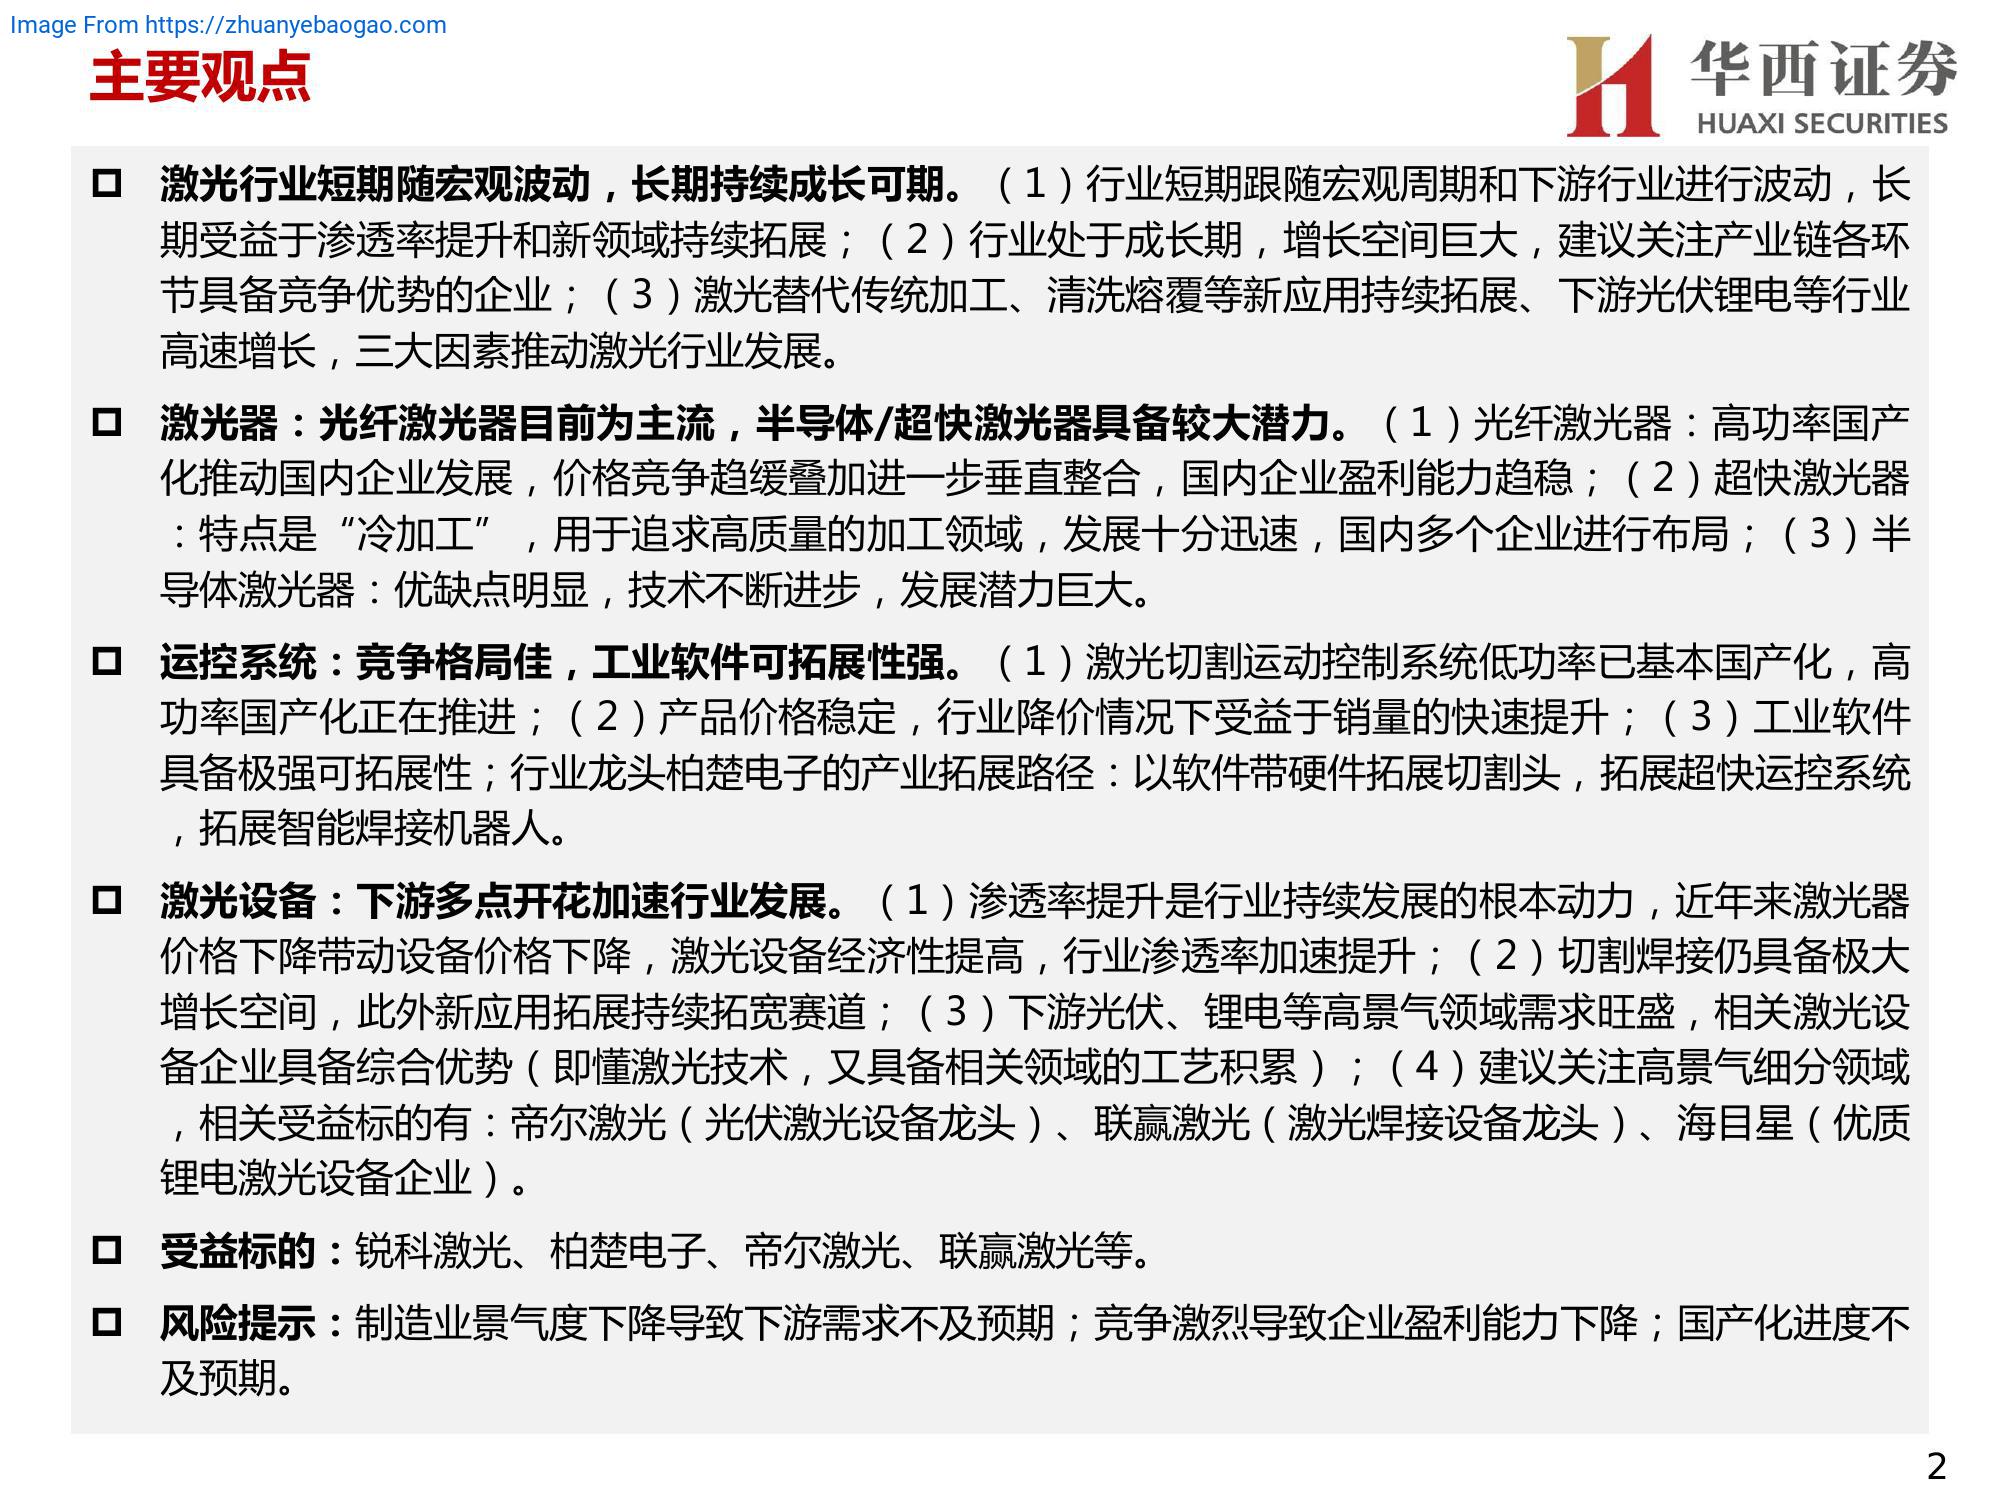 Image From https://zhuanyebaogao.com
主要观点
华西证券
HUAXI SECURITIES
激光行业短期随宏观波动，长期持续成长可期。（1）行业短期跟随宏观周期和下游行业进行波动，长
期受益于渗透率提升和新领域持续拓展；（2）行业处于成长期，增长空间巨大，建议关注产业链各环
节具备竞争优势的企业；（3）激光替代传统加工、清洗熔覆等新应用持续拓展、下游光伏锂电等行业
高速增长，三大因素推动激光行业发展。
激光器：光纤激光器目前为主流，半导体/超快激光器具备较大潜力。（1）光纤激光器：高功率国产
化推动国内企业发展，价格竞争趋缓叠加进一步垂直整合，国内企业盈利能力趋稳；（2）超快激光器
：特点是“冷加工”，用于追求高质量的加工领域，发展十分迅速，国内多个企业进行布局；（3）半
导体激光器：优缺点明显，技术不断进步，发展潜力巨大。
运控系统：竞争格局佳，工业软件可拓展性强。（1）激光切割运动控制系统低功率已基本国产化，高
功率国产化正在推进；（2）产品价格稳定，行业降价情况下受益于销量的快速提升；（3）工业软件
具备极强可拓展性；行业龙头柏楚电子的产业拓展路径：以软件带硬件拓展切割头，拓展超快运控系统
，拓展智能焊接机器人。
激光设备：下游多点开花加速行业发展。（1）渗透率提升是行业持续发展的根本动力，近年来激光器
价格下降带动设备价格下降，激光设备经济性提高，行业渗透率加速提升；（2）切割焊接仍具备极大
增长空间，此外新应用拓展持续拓宽赛道；（3）下游光伏、锂电等高景气领域需求旺盛，相关激光设
备企业具备综合优势（即懂激光技术，又具备相关领域的工艺积累）；（4）建议关注高景气细分领域
，相关受益标的有：帝尔激光（光伏激光设备龙头）、联赢激光（激光焊接设备龙头）、海目星（优质
锂电激光设备企业）。
受益标的：锐科激光、柏楚电子、帝尔激光、联赢激光等。
风险提示：制造业景气度下降导致下游需求不及预期；竞争激烈导致企业盈利能力下降；国产化进度不
及预期。
2